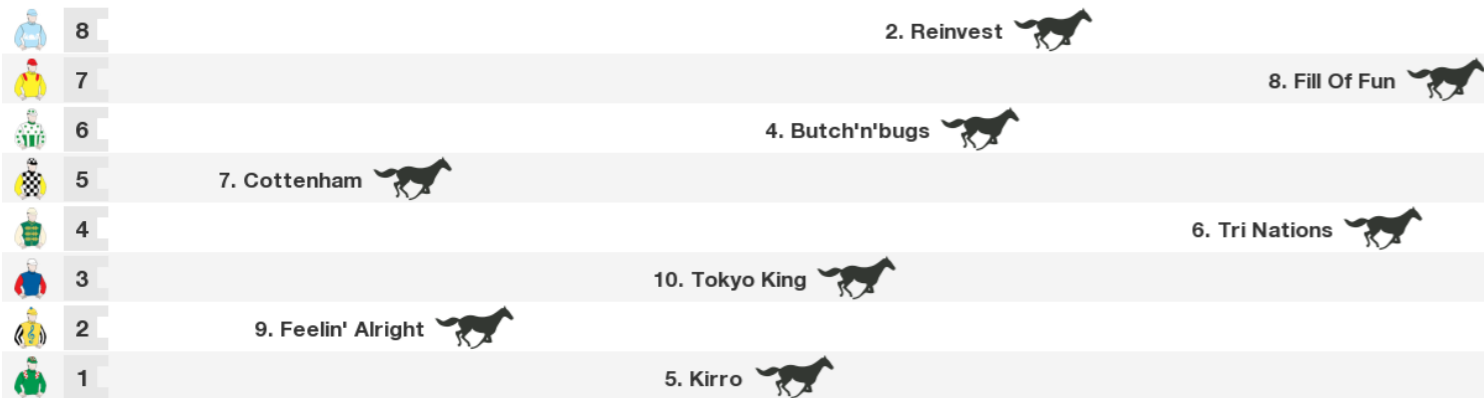 8 2. Reinvest
7 8. Fill Of Fun
6 4. Butch'n'bugs
5 7. Cottenham
4 6. Tri Nations
3 10. Tokyo King
2 9. Feelin' Alright
1 5. Kirro